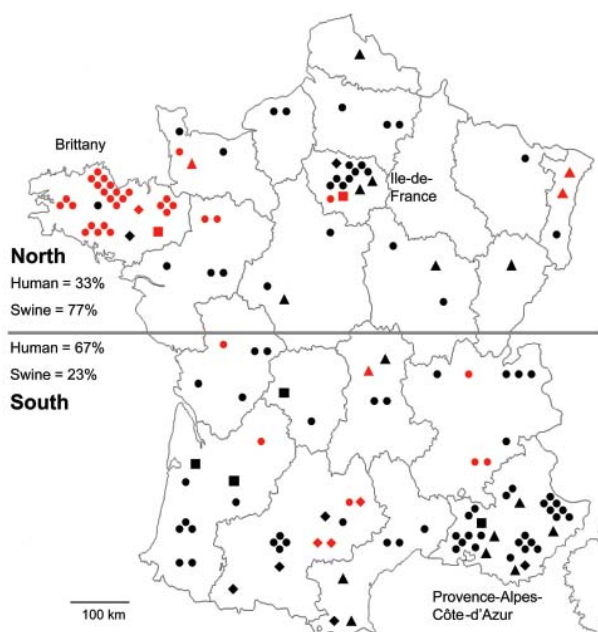 Brittany
Ile-de-
France
North
Human = 33%
Swine = 77%
Human = 67%
Swine = 23%
South
100 km
Provence-Alpes-
Côte-d'Azur